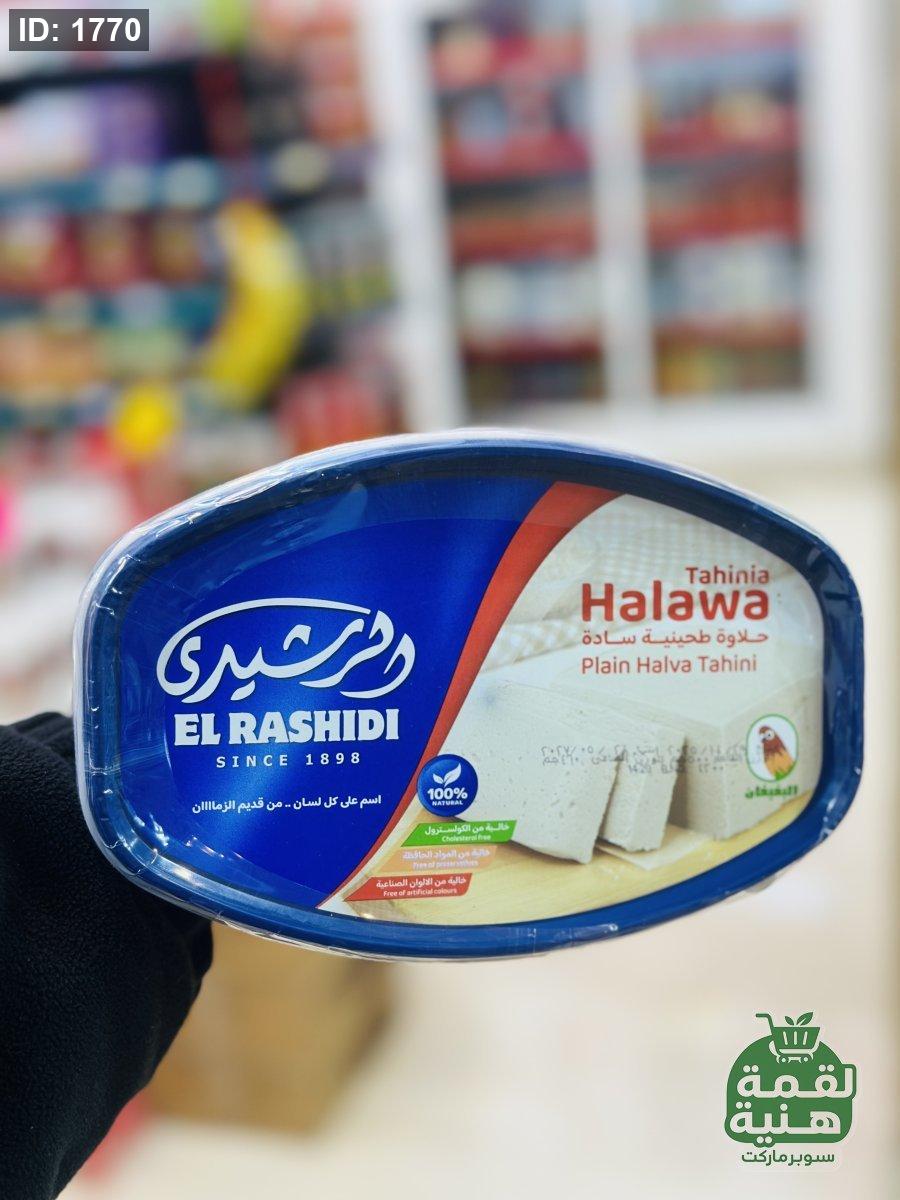 ID: 1770
الرشيدي
EL RASHIDI
SINCE 1898
اسم على كل لسان .. من قديم الزماااان
Tahinia
Halawa
حلاوة طحينية سادة
Plain Halva Tahini
100%
NATURAL
خالية من الكولسترول
Cholesterol Free
خالية من المواد الحافظة
Free of preservatives
خالية من الالوان الصناعية
Free of artificial colours
البغبغان
لقمة
هنية
سوبرماركت